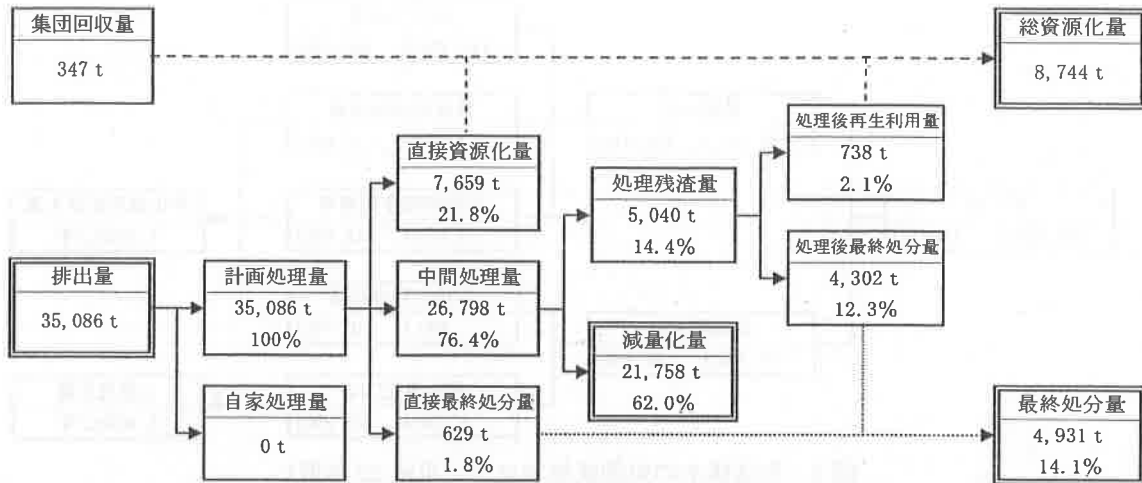 集団回収量
347 t
総資源化量
8,744 t
直接資源化量
7,659 t
21.8%
処理残渣量
5,040 t
14.4%
処理後再生利用量
738 t
2.1%
処理後最終処分量
4,302 t
12.3%
排出量
35,086 t
計画処理量
35,086 t
100%
中間処理量
26,798 t
76.4%
減量化量
21,758 t
62.0%
自家処理量
0 t
直接最終処分量
629 t
1.8%
最終処分量
4,931 t
14.1%